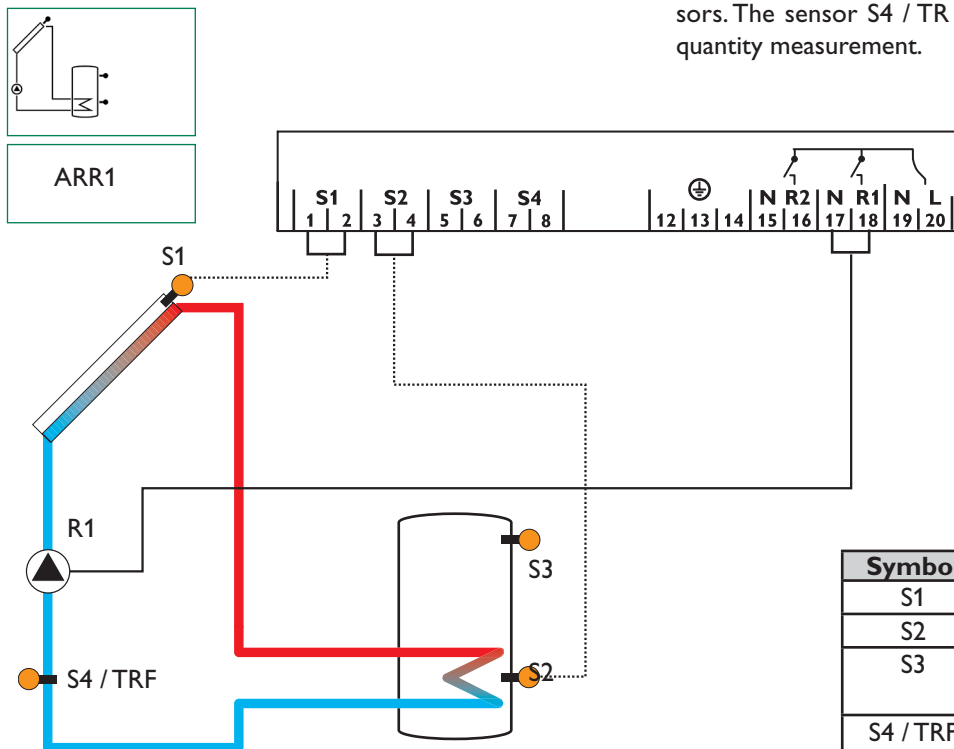 sors. The sensor S4 / TR
quantity measurement.
ARR1
S1 S2 S3 S4 N R2 N R1 N L
1 2 3 4 5 6 7 8 12 13 14 15 16 17 18 19 20
S1
R1
S3
S2
S4 / TRF
Symbo
S1
S2
S3
S4 / TRF